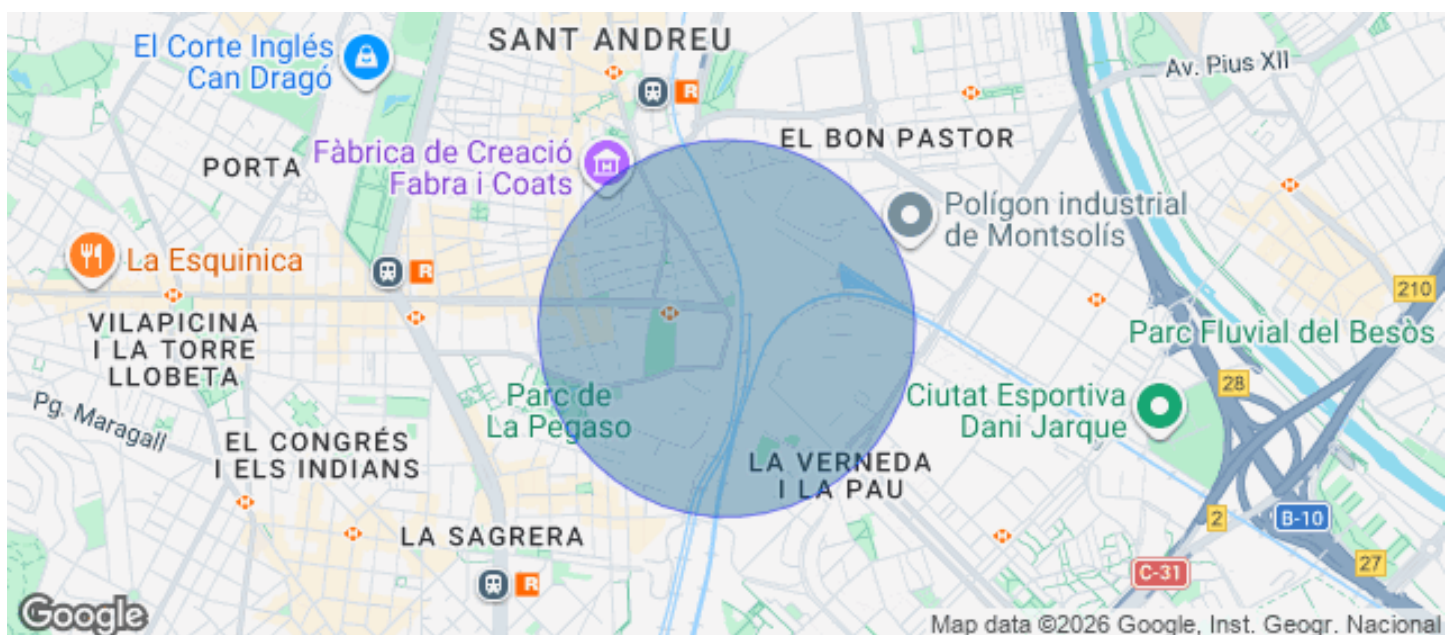 El Corte Inglés
Can Dragó
SANT ANDREU
R
Av. Pius XII
Fàbrica de Creació
Fabra i Coats
EL BON PASTOR
PORTA
Polígon industrial
de Montsolís
La Esquinica
R
210
VILAPICINA
I LA TORRE
LLOBETA
Parc Fluvial del Besòs
28
Parc de
La Pegaso
Ciutat Esportiva
Dani Jarque
Pg. Maragall
EL CONGRÉS
I ELS INDIANS
LA VERNEDA
I LA PAU
2
B-10
LA SAGRERA
27
C-31
R
Google
Map data ©2026 Google, Inst. Geogr. Nacional